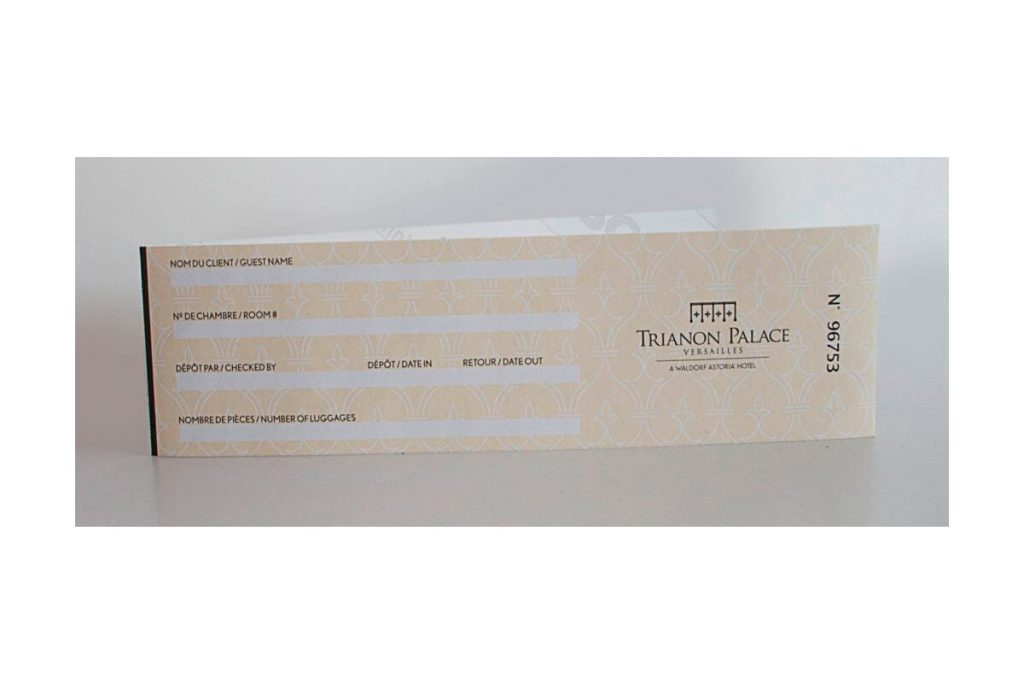 NOM DU CLIENT / GUEST NAME
Nº DE CHAMBRE / ROOM #
DÉPÔT PAR / CHECKED BY DÉPÔT / DATE IN RETOUR / DATE OUT
NOMBRE DE PIÈCES / NUMBER OF LUGGAGES
TRIANON PALACE
VERSAILLES
A WALDORF ASTORIA HOTEL
N° 96753